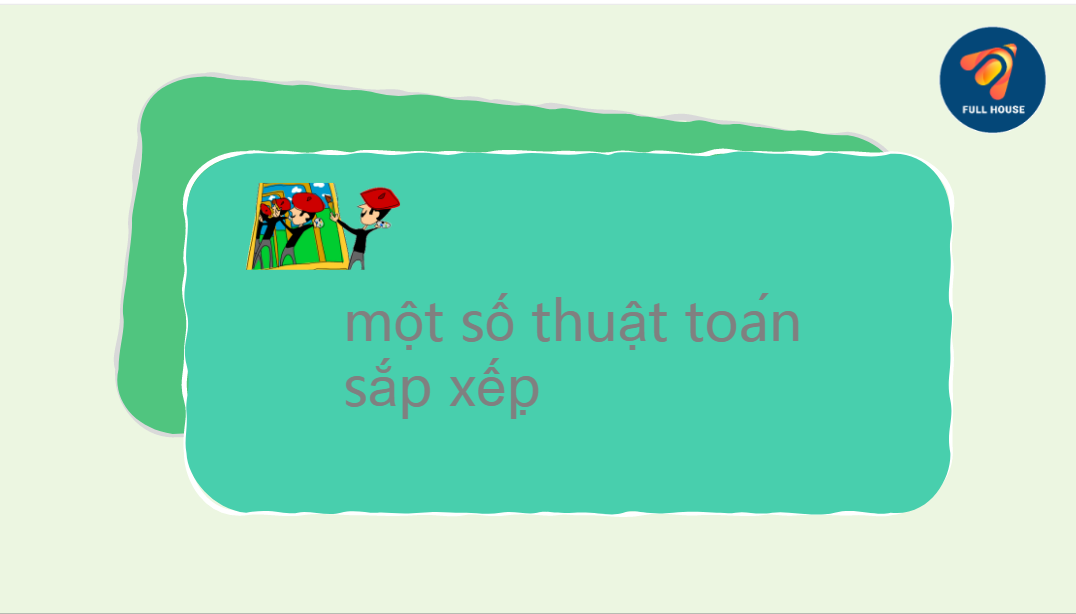 FULL HOUSE
một số thuật toán
sắp xếp̣